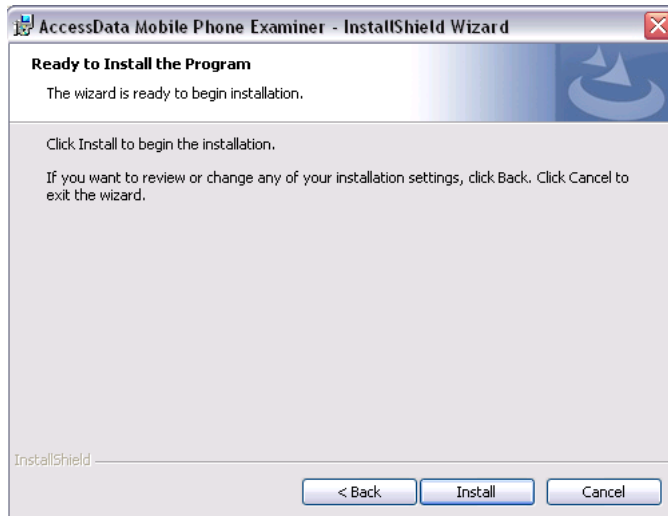 AccessData Mobile Phone Examiner - InstallShield Wizard
Ready to Install the Program
The wizard is ready to begin installation.
Click Install to begin the installation.
If you want to review or change any of your installation settings, click Back. Click Cancel to
exit the wizard.
InstallShield
< Back
Install
Cancel